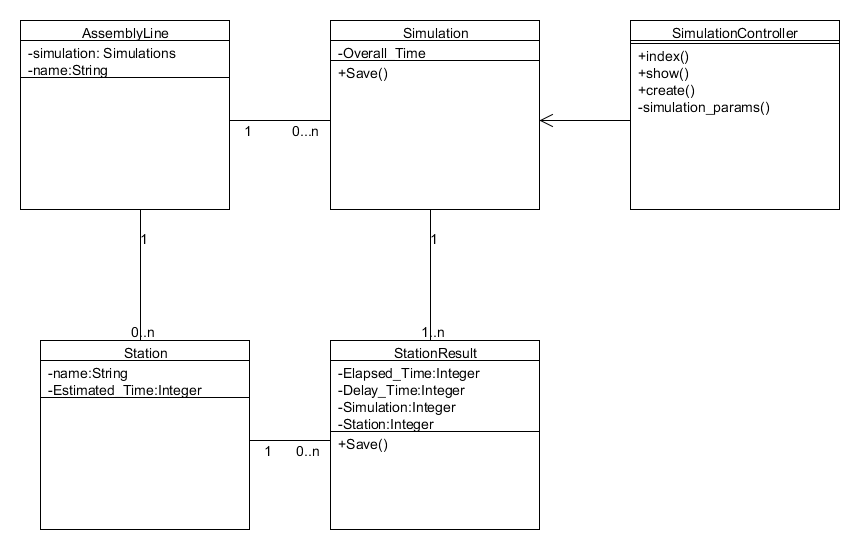 AssemblyLine
-simulation: Simulations
-name:String
Simulation
-Overall_Time
+Save()
SimulationController
+index()
+show()
+create()
-simulation_params()
1
0...n
1
0..n
1
1..n
Station
-name:String
-Estimated_Time:Integer
StationResult
-Elapsed_Time:Integer
-Delay_Time:Integer
-Simulation:Integer
-Station:Integer
+Save()
1
0..n